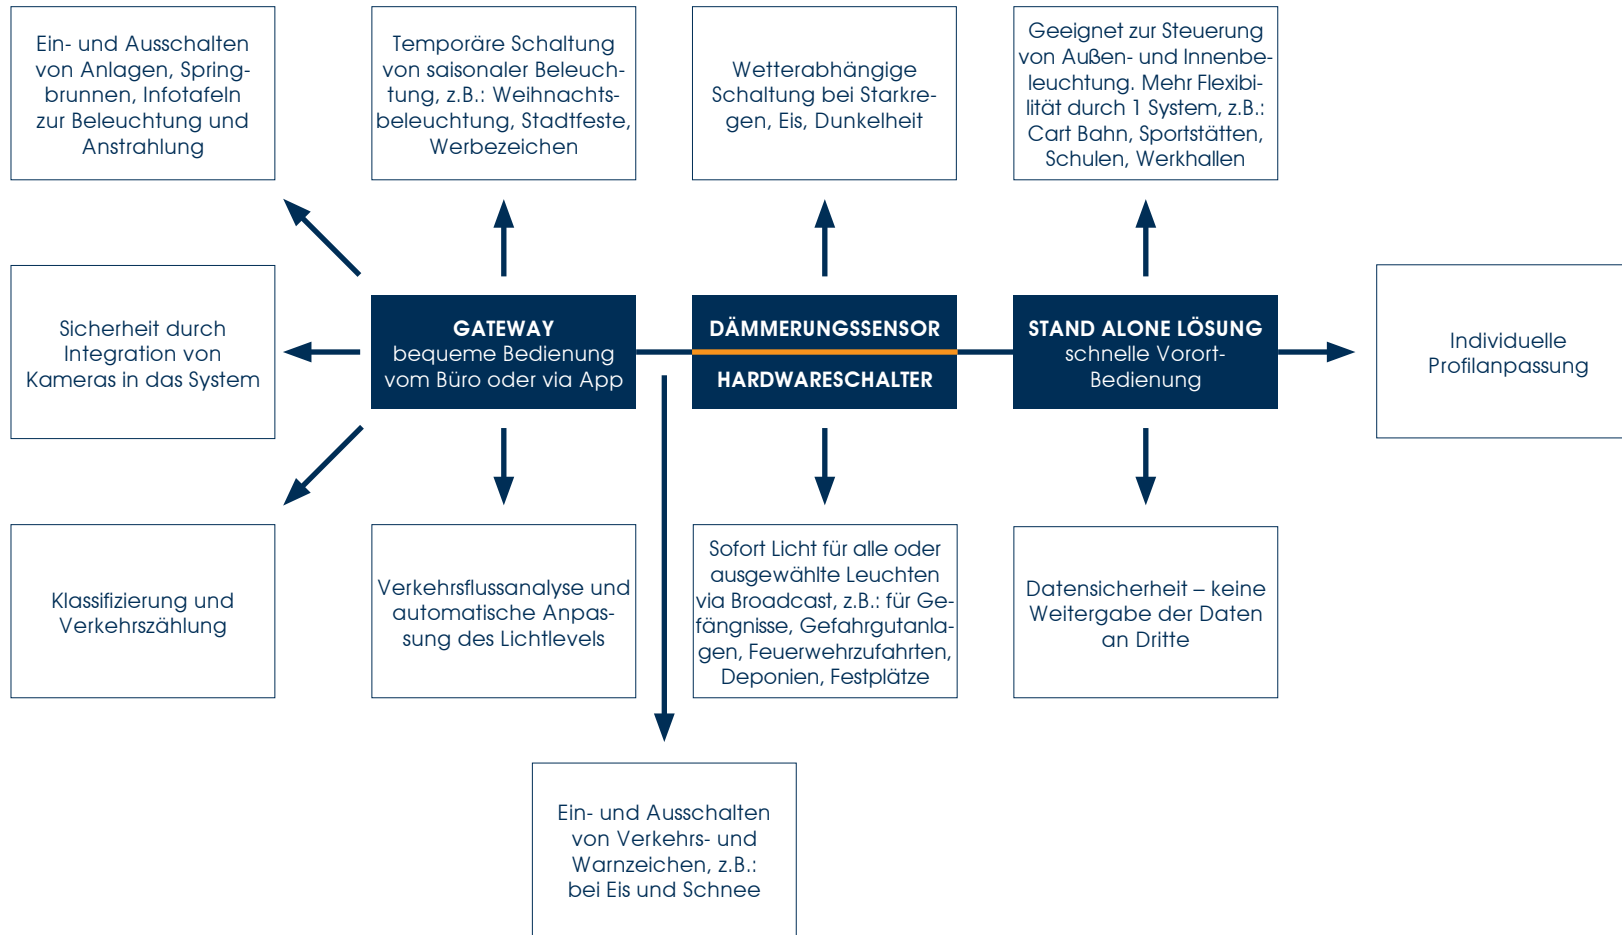 Ein- und Ausschalten
von Anlagen, Spring-
brunnen, Infotafeln
zur Beleuchtung und
Anstrahlung
Temporäre Schaltung
von saisonaler Beleuch-
tung, z.B.: Weihnachts-
beleuchtung, Stadtfeste,
Werbezeichen
Wetterabhängige
Schaltung bei Starkre-
gen, Eis, Dunkelheit
Geeignet zur Steuerung
von Außen- und Innenbe-
leuchtung. Mehr Flexibi-
lität durch 1 System, z.B.:
Cart Bahn, Sportstätten,
Schulen, Werkhallen
Sicherheit durch
Integration von
Kameras in das System
GATEWAY
bequeme Bedienung
vom Büro oder via App
DÄMMERUNGSSENSOR
HARDWARESCHALTER
STAND ALONE LÖSUNG
schnelle Vorort-
Bedienung
Individuelle
Profilanpassung
Klassifizierung und
Verkehrszählung
Verkehrsflussanalyse und
automatische Anpas-
sung des Lichtlevels
Sofort Licht für alle oder
ausgewählte Leuchten
via Broadcast, z.B.: für Ge-
fängnisse, Gefahrgutanla-
gen, Feuerwehrzufahrten,
Deponien, Festplätze
Datensicherheit – keine
Weitergabe der Daten
an Dritte
Ein- und Ausschalten
von Verkehrs- und
Warnzeichen, z.B.:
bei Eis und Schnee